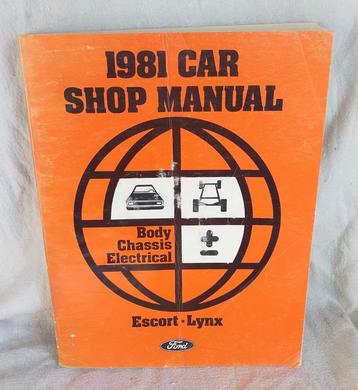 1981 CAR
SHOP MANUAL
Body
Chassis
Electrical
±
Escort · Lynx
Ford